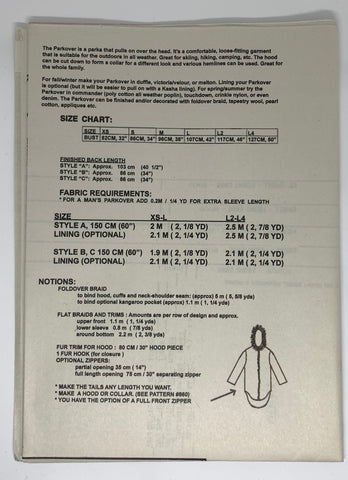 The Parkover is a parka that pulls on over the head. It's a comfortable, loose-fitting garment
that is suitable for the outdoors in all weather. Great for skiing, hiking, camping, etc. The hood
can be cut down to form a collar for a different look and various hemlines can be used. Great for
the whole family.
For fall/winter make your Parkover in duffle, victoria/velour, or melton. Lining your Parkover
is optional (but it will be easier to pull on with a Kasha lining). For spring/summer try the
Parkover in commander (poly cotton all weather poplin), touchdown, crinkle nylon, or even
denim. The Parkover can be finished and/or decorated with foldover braid, tapestry wool, pearl
cotton, appliques etc.
SIZE CHART:
SIZE XS S M L L2 L4
BUST 82CM, 32" 86CM, 34" 96CM, 38" 107CM, 42" 117CM, 46" 127CM, 50"
FINISHED BACK LENGTH
STYLE "A": Approx. 103 cm (40 1/2")
STYLE "B": Approx. 86 cm (34")
STYLE "C": Approx. 86 cm (34")
FABRIC REQUIREMENTS:
* FOR A MAN'S PARKOVER ADD 0.2M / 1/4 YD FOR EXTRA SLEEVE LENGTH
SIZE XS-L L2-L4
STYLE A, 150 CM (60") 2 M ( 2, 1/8 YD) 2.5 M ( 2, 7/8 YD)
LINING (OPTIONAL) 2.1 M ( 2, 1/4 YD) 2.5 M ( 2, 7/8 YD)
STYLE B, C 150 CM (60") 1.9 M ( 2, 1/8 YD) 2.1 M ( 2, 1/4 YD)
LINING (OPTIONAL) 2.1 M ( 2, 1/4 YD) 2.1 M ( 2, 1/4 YD)
NOTIONS:
FOLDOVER BRAID
to bind hood, cuffs and neck-shoulder seam: (approx) 5 m ( 5, 5/8 yds)
to bind optional kangaroo pocket (approx) 1.1 m ( 1, 1/4 yds)
FLAT BRAIDS AND TRIMS : Amounts are per row of design and approx.
upper front 1.1 m ( 1, 1/4 yds)
lower sleeve 0.8 m ( 7/8 yds)
around bottom 2.2 m ( 2, 3/8 yds)
FUR TRIM FOR HOOD : 80 CM / 30" HOOD PIECE
1 FUR HOOK (for closure )
OPTIONAL ZIPPERS:
partial opening 35 cm ( 14")
full length opening 75 cm / 30" separating zipper
* MAKE THE TAILS ANY LENGTH YOU WANT.
* MAKE A HOOD OR COLLAR. (SEE PATTERN #960)
* YOU HAVE THE OPTION OF A FULL FRONT ZIPPER